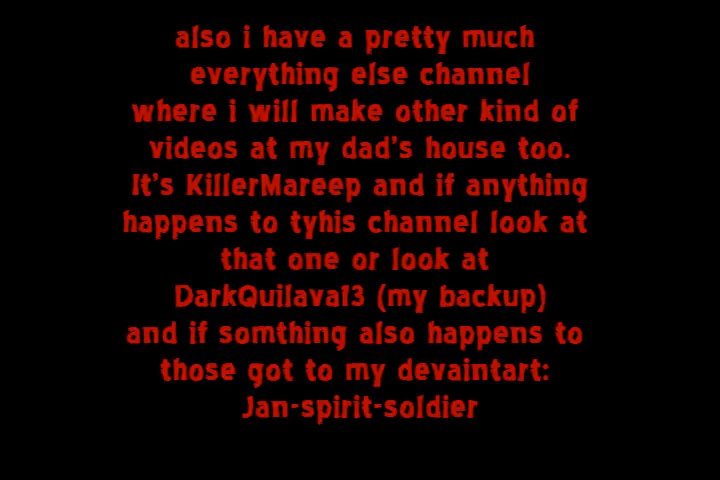 also i have a pretty much
everything else channel
where i will make other kind of
videos at my dad's house too.
It's KillerMareep and if anything
happens to tyhis channel look at
that one or look at
DarkQuilava13 (my backup)
and if somthing also happens to
those got to my devaintart:
Jan-spirit-soldier